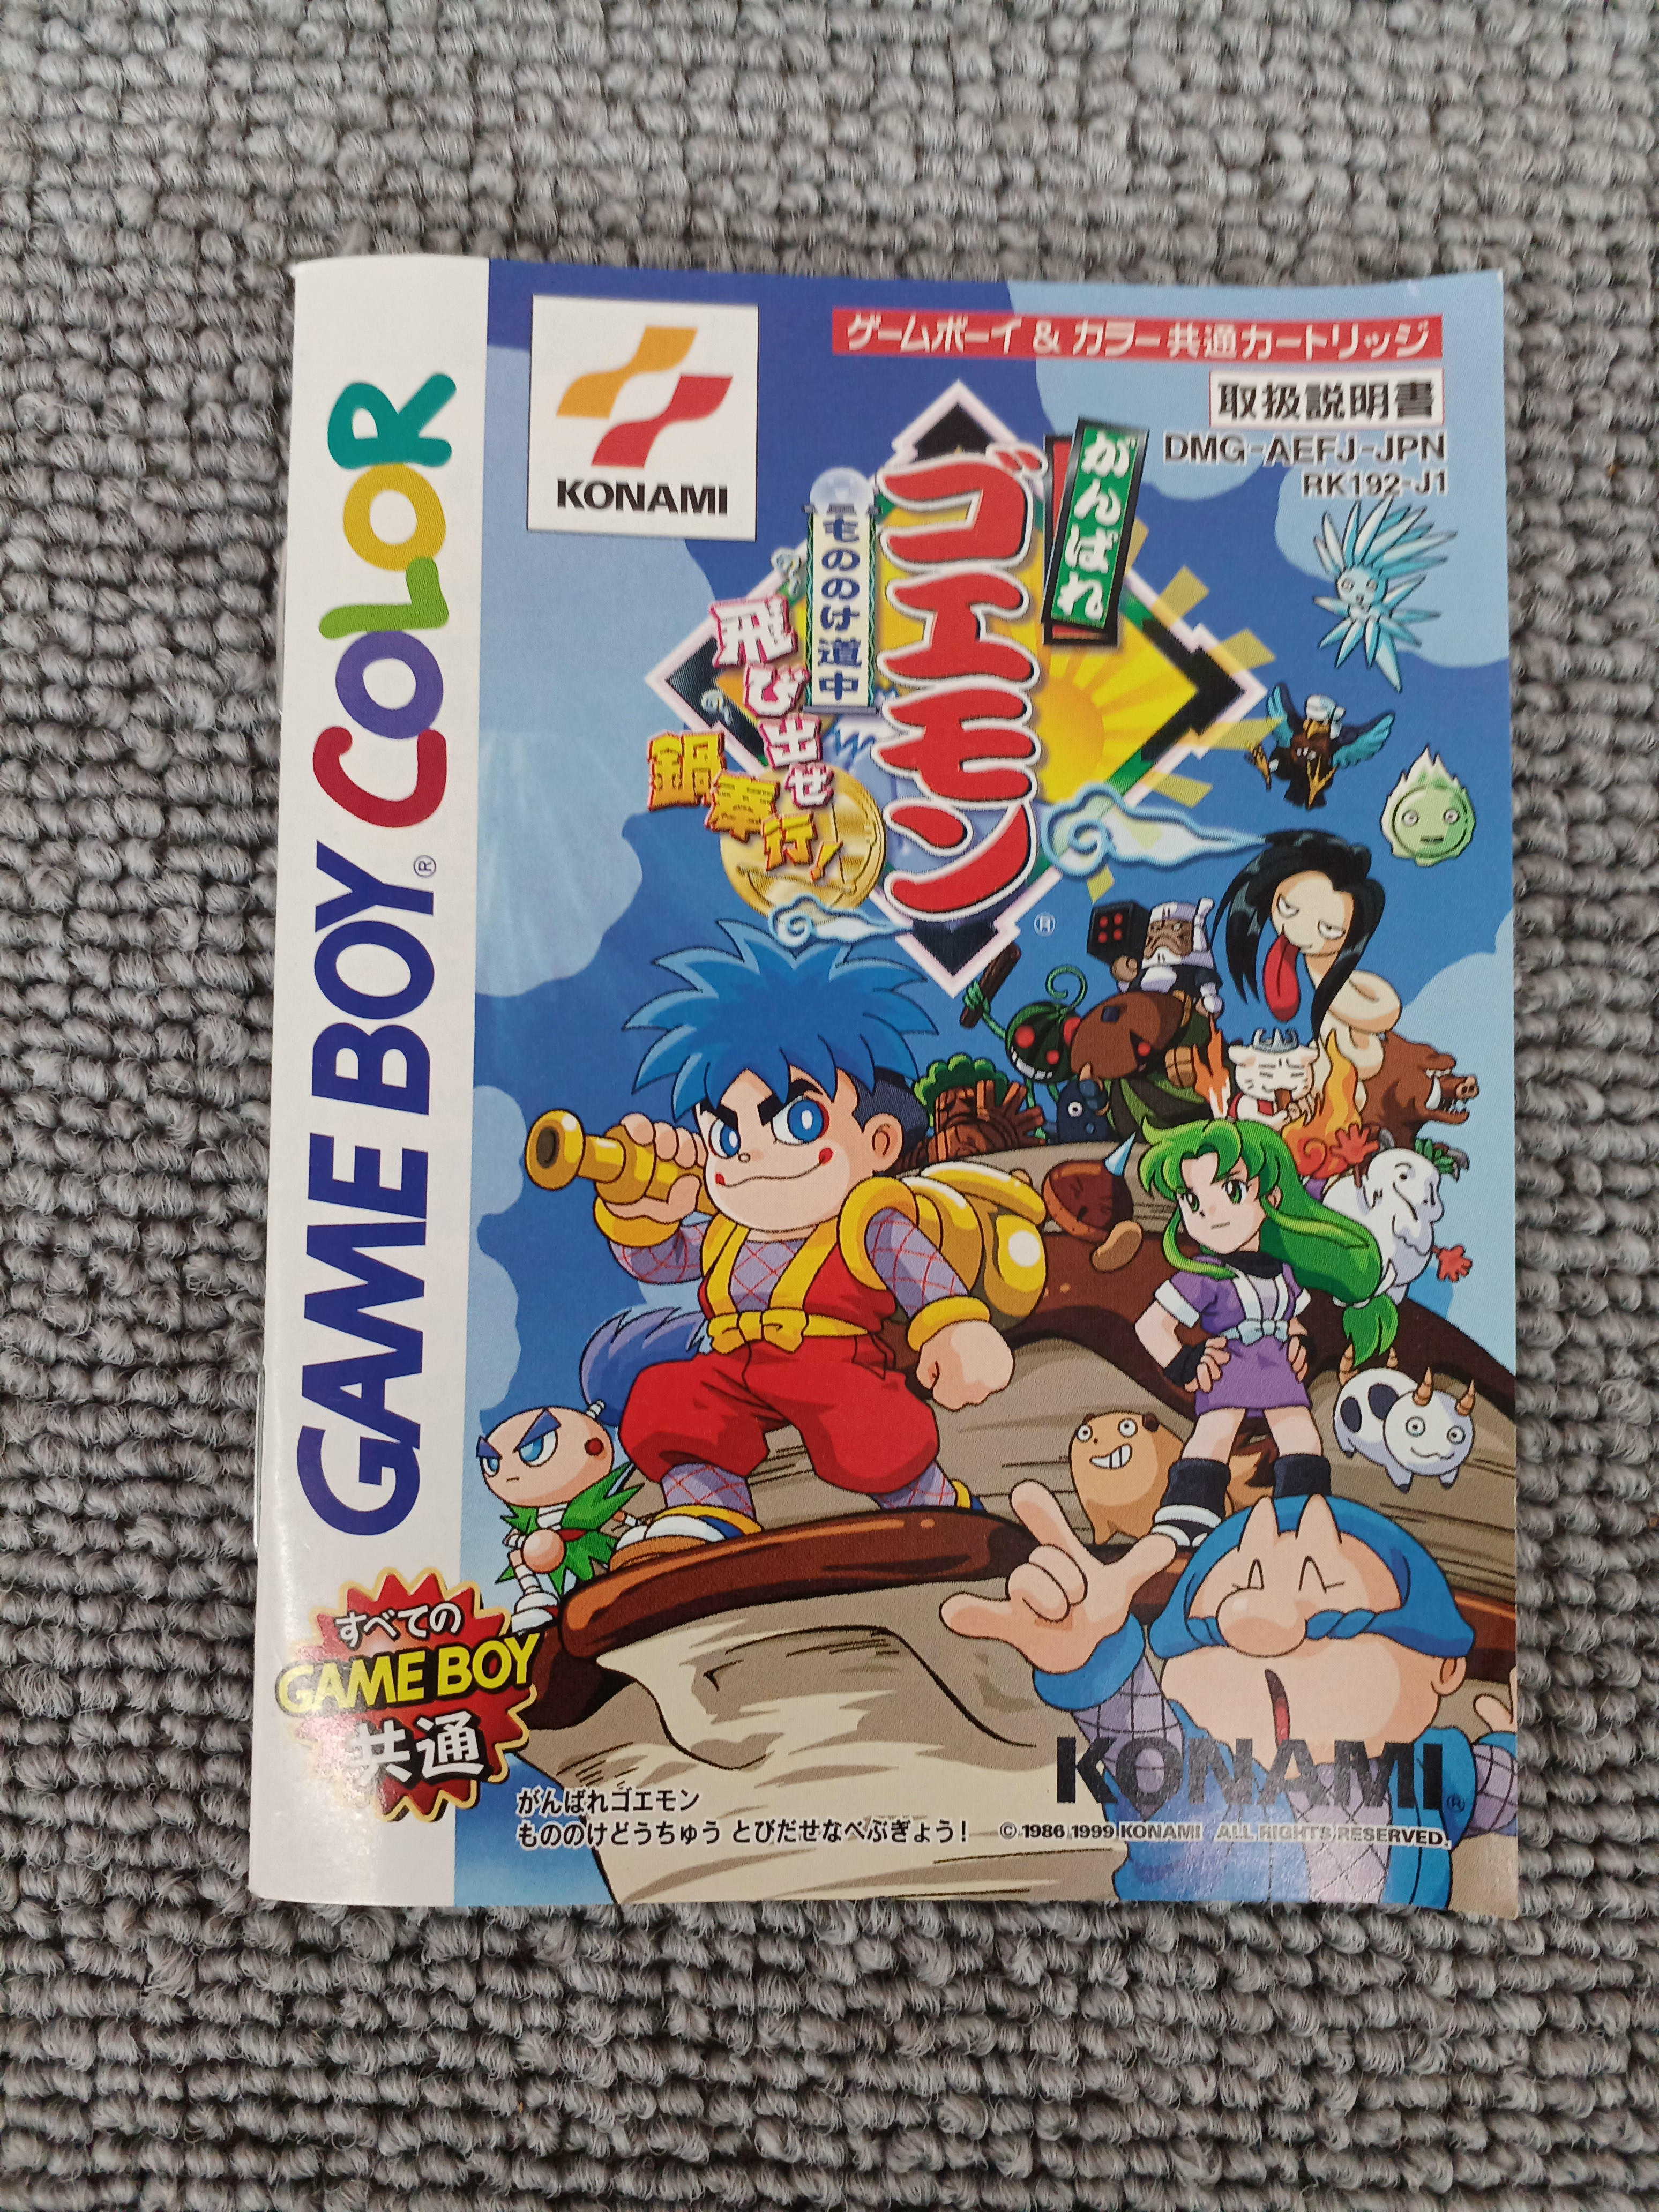 ゲームボーイ & カラー共通カートリッジ
取扱説明書
DMG-AEFJ-JPN
RK192-J1
KONAMI
がんばれ
ゴエモン
®
もののけ道中
飛び出せ
鍋奉行!
GAME BOY® COLOR
すべての
GAME BOY
共通
KONAMI®
がんばれゴエモン
もののけどうちゅう とびだせなべぶぎょう!
© 1986 1999 KONAMI ALL RIGHTS RESERVED.